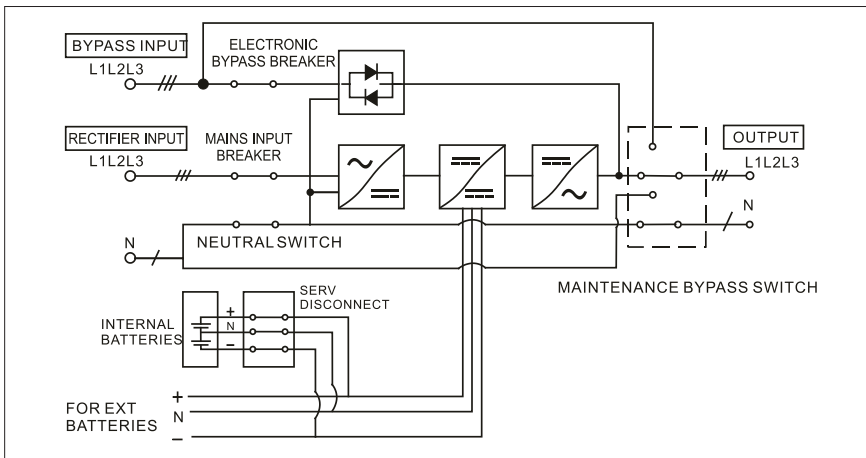 BYPASS INPUT
L1L2L3
ELECTRONIC
BYPASS BREAKER
RECTIFIER INPUT
L1L2L3
MAINS INPUT
BREAKER
OUTPUT
L1L2L3
N
N
NEUTRAL SWITCH
MAINTENANCE BYPASS SWITCH
SERV
DISCONNECT
INTERNAL
BATTERIES
+
N
−
FOR EXT
BATTERIES
+
N
−